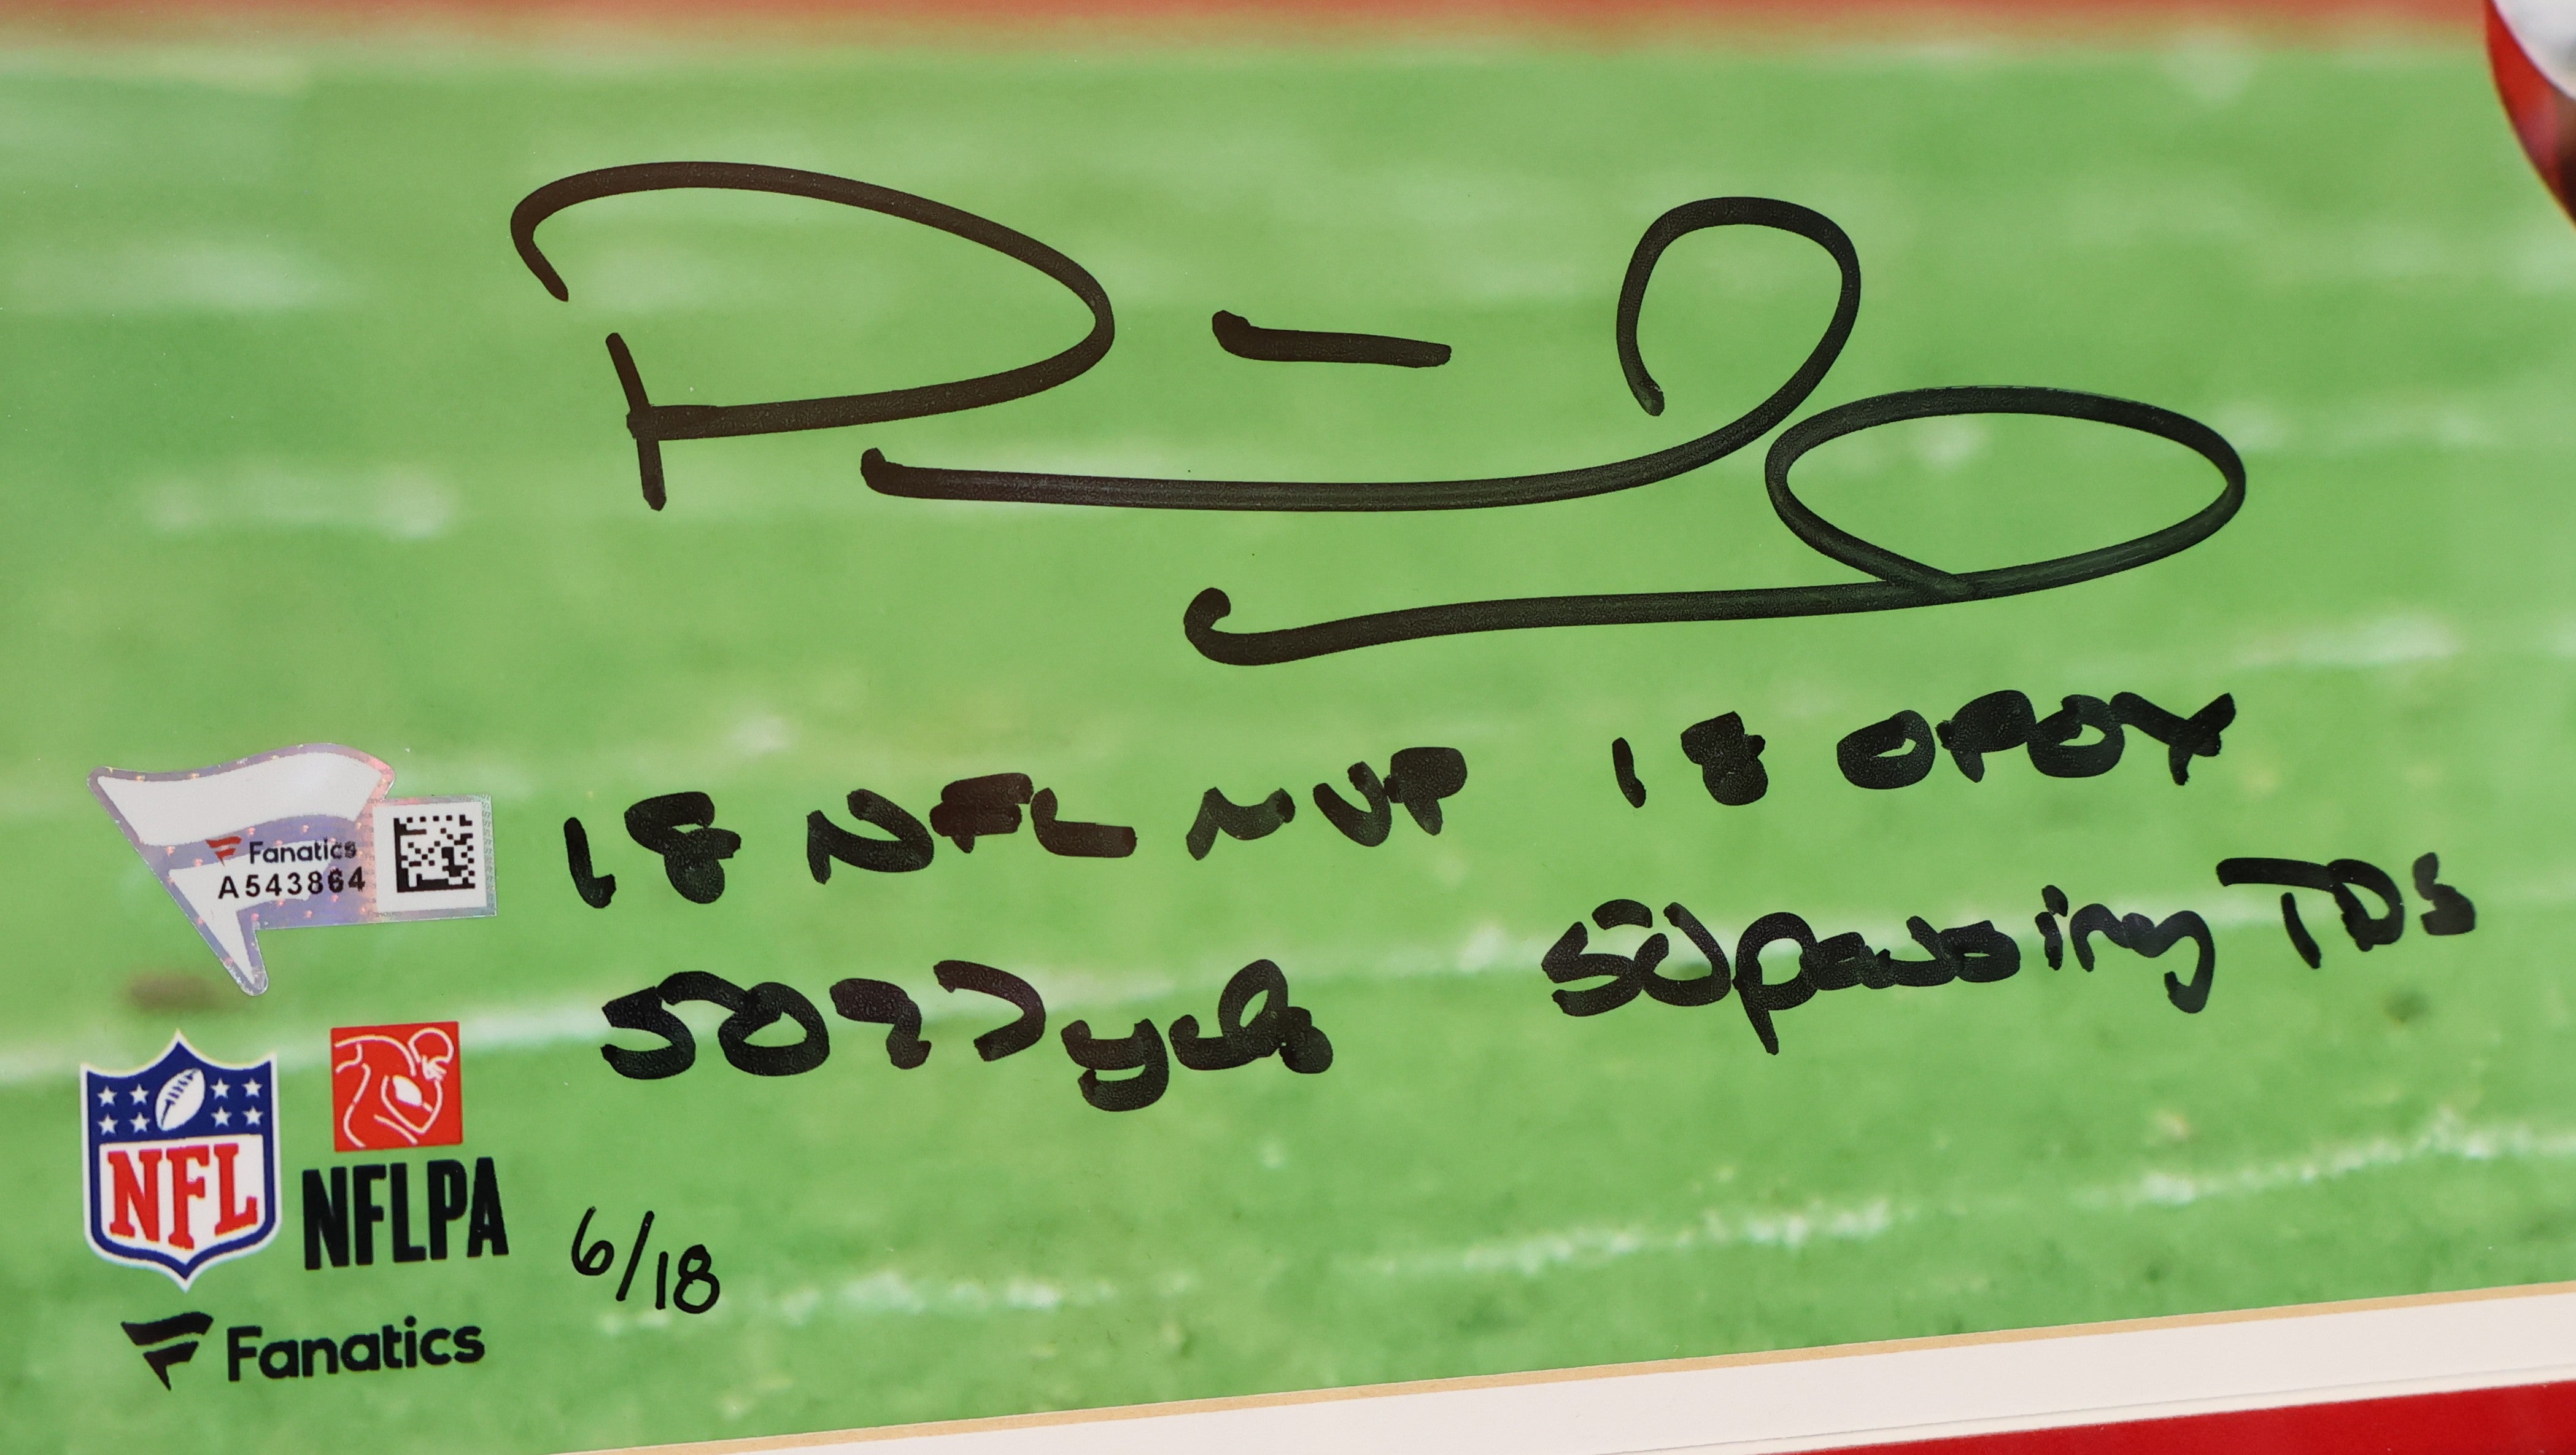 18 NFL MVP 18 OPOY
5097 yds 50 passing TDs
Fanatics
A543864
NFL
NFLPA
6/18
Fanatics